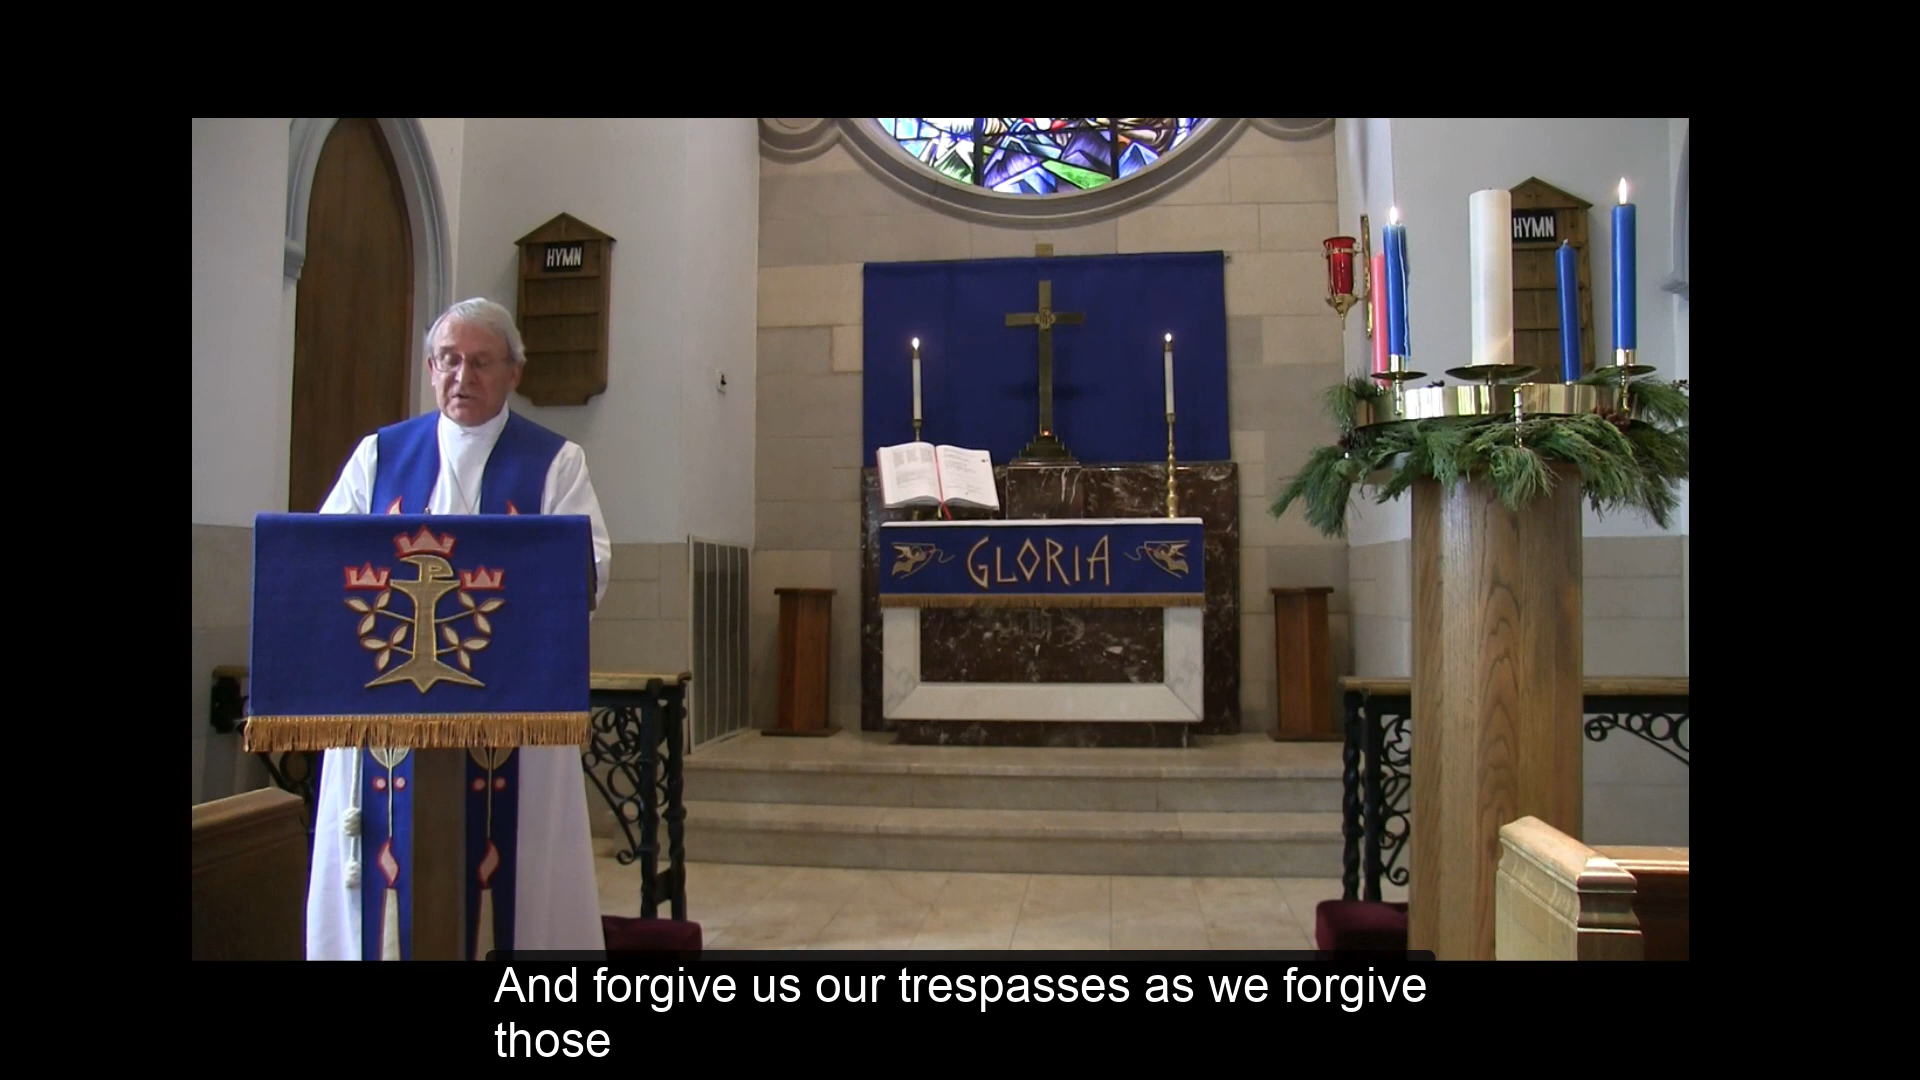 HYMN
HYMN
GLORIA
And forgive us our trespasses as we forgive
those